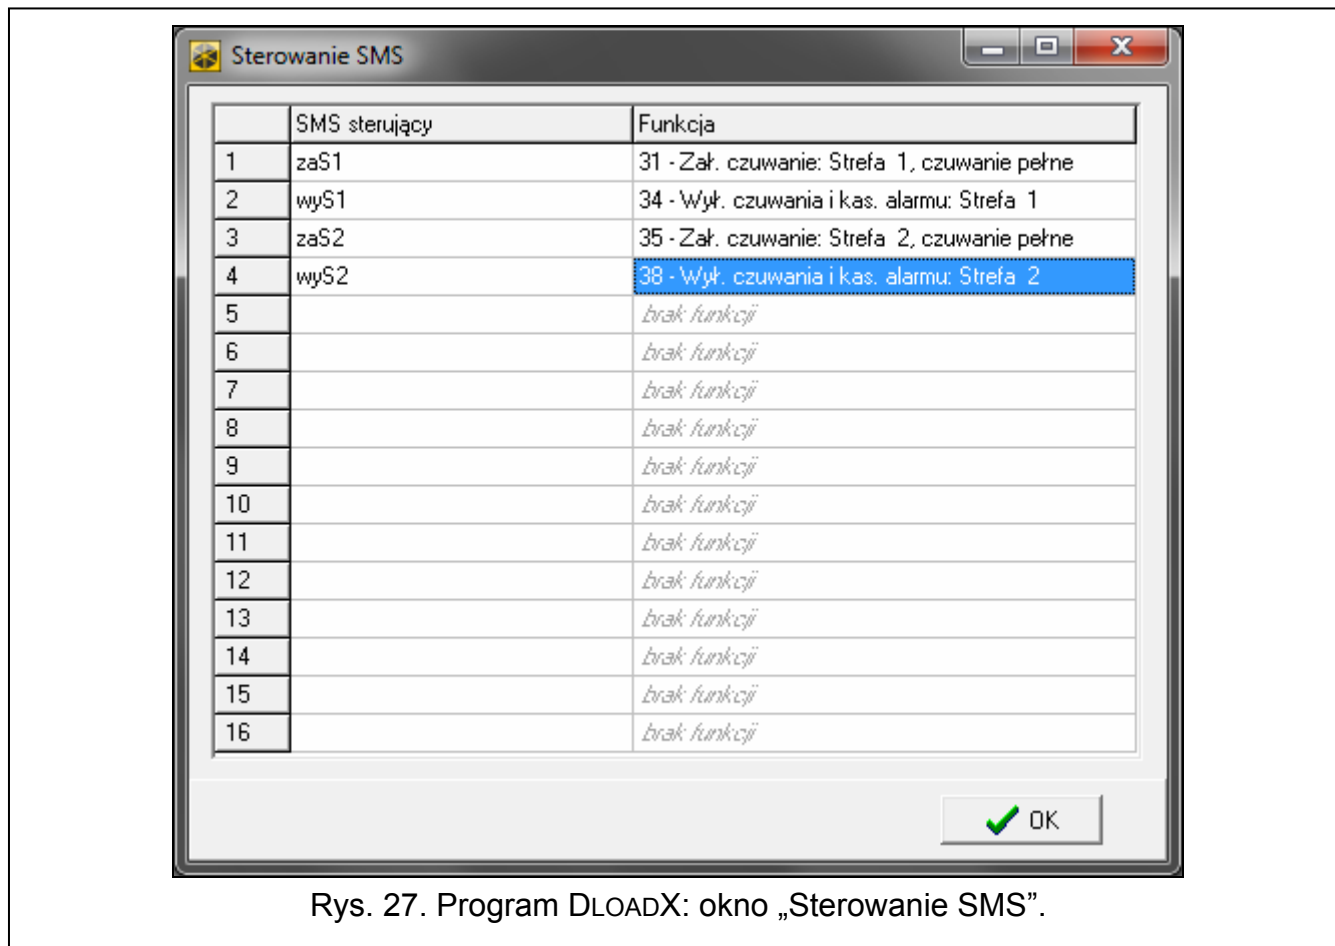 Sterowanie SMS
SMS sterujący Funkcja
1 zaS1 31 - Zał. czuwanie: Strefa 1, czuwanie pełne
2 wyS1 34 - Wył. czuwania i kas. alarmu: Strefa 1
3 zaS2 35 - Zał. czuwanie: Strefa 2, czuwanie pełne
4 wyS2 38 - Wył. czuwania i kas. alarmu: Strefa 2
5 brak funkcji
6 brak funkcji
7 brak funkcji
8 brak funkcji
9 brak funkcji
10 brak funkcji
11 brak funkcji
12 brak funkcji
13 brak funkcji
14 brak funkcji
15 brak funkcji
16 brak funkcji
OK
Rys. 27. Program DLOADX: okno „Sterowanie SMS”.